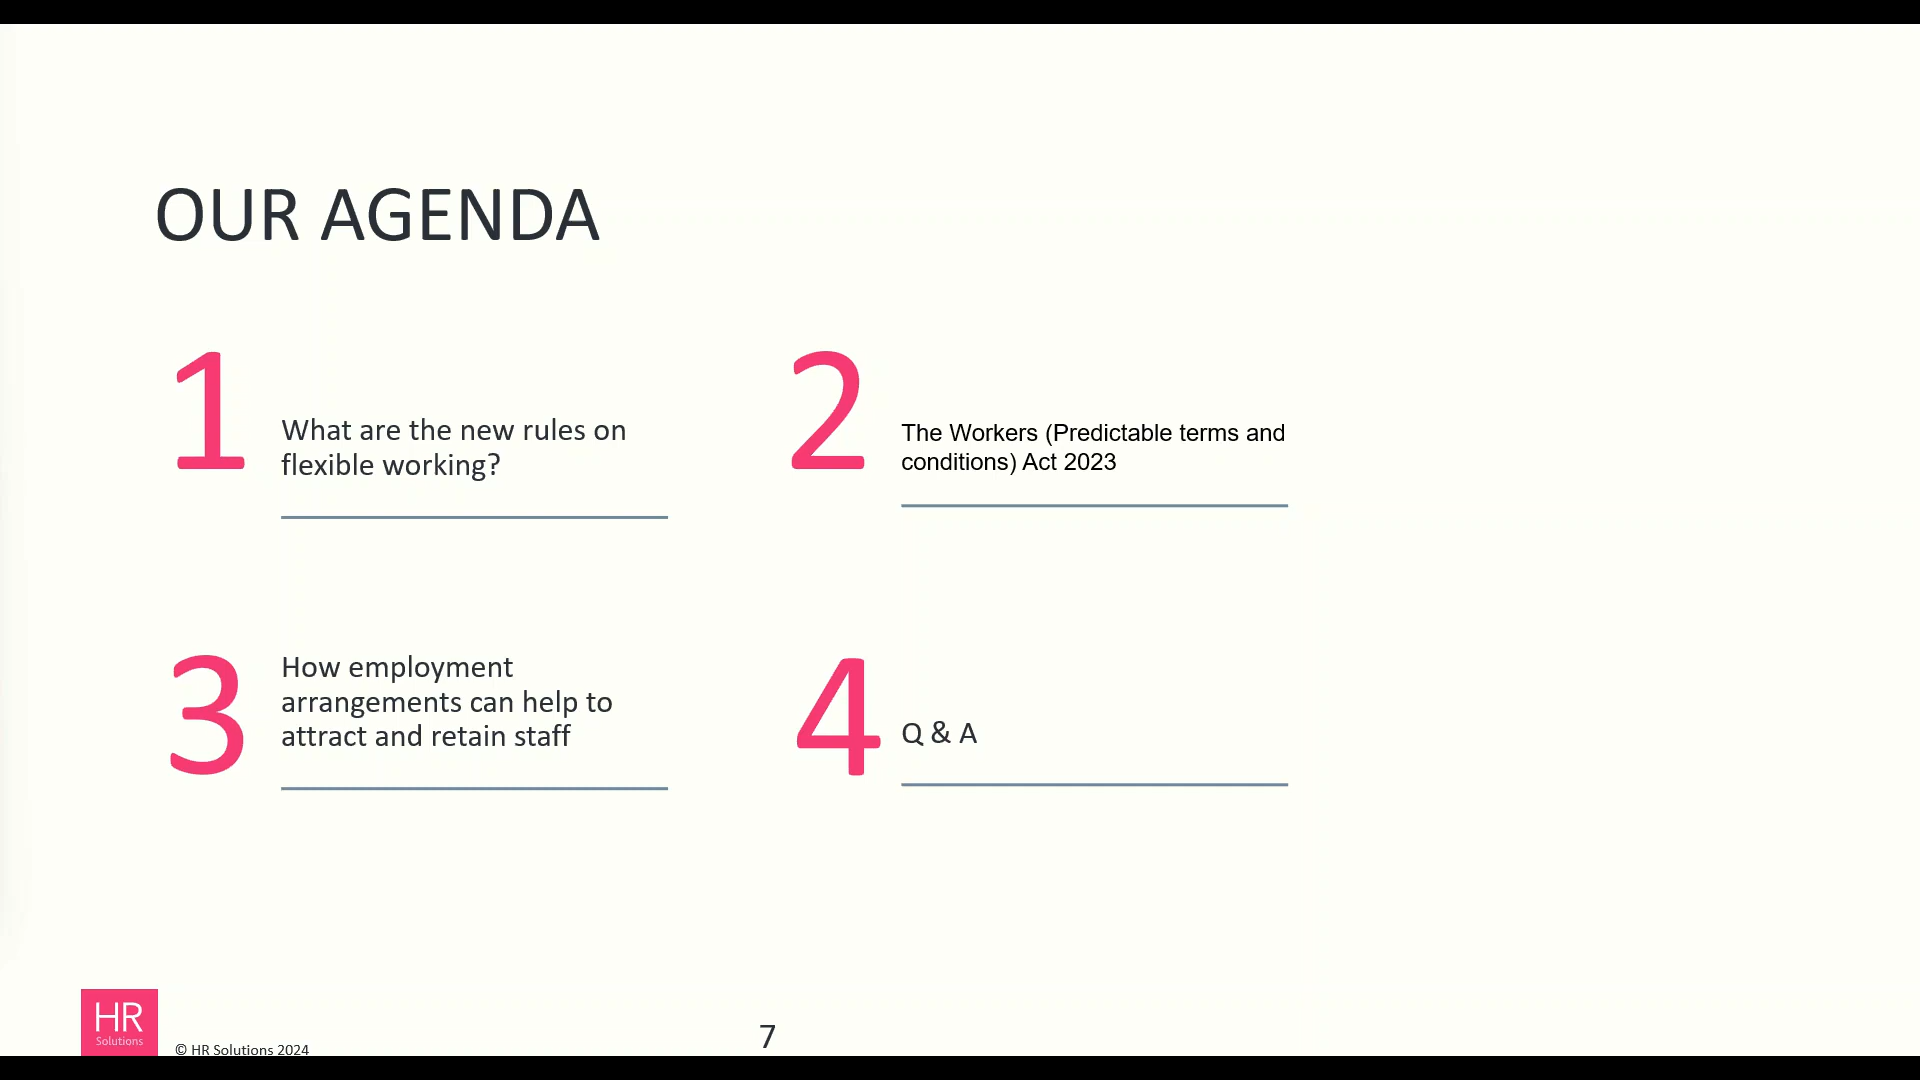 OUR AGENDA
1
What are the new rules on
flexible working?
2
The Workers (Predictable terms and
conditions) Act 2023
3
How employment
arrangements can help to
attract and retain staff
4
Q & A
HR
Solutions
© HR Solutions 2024
7